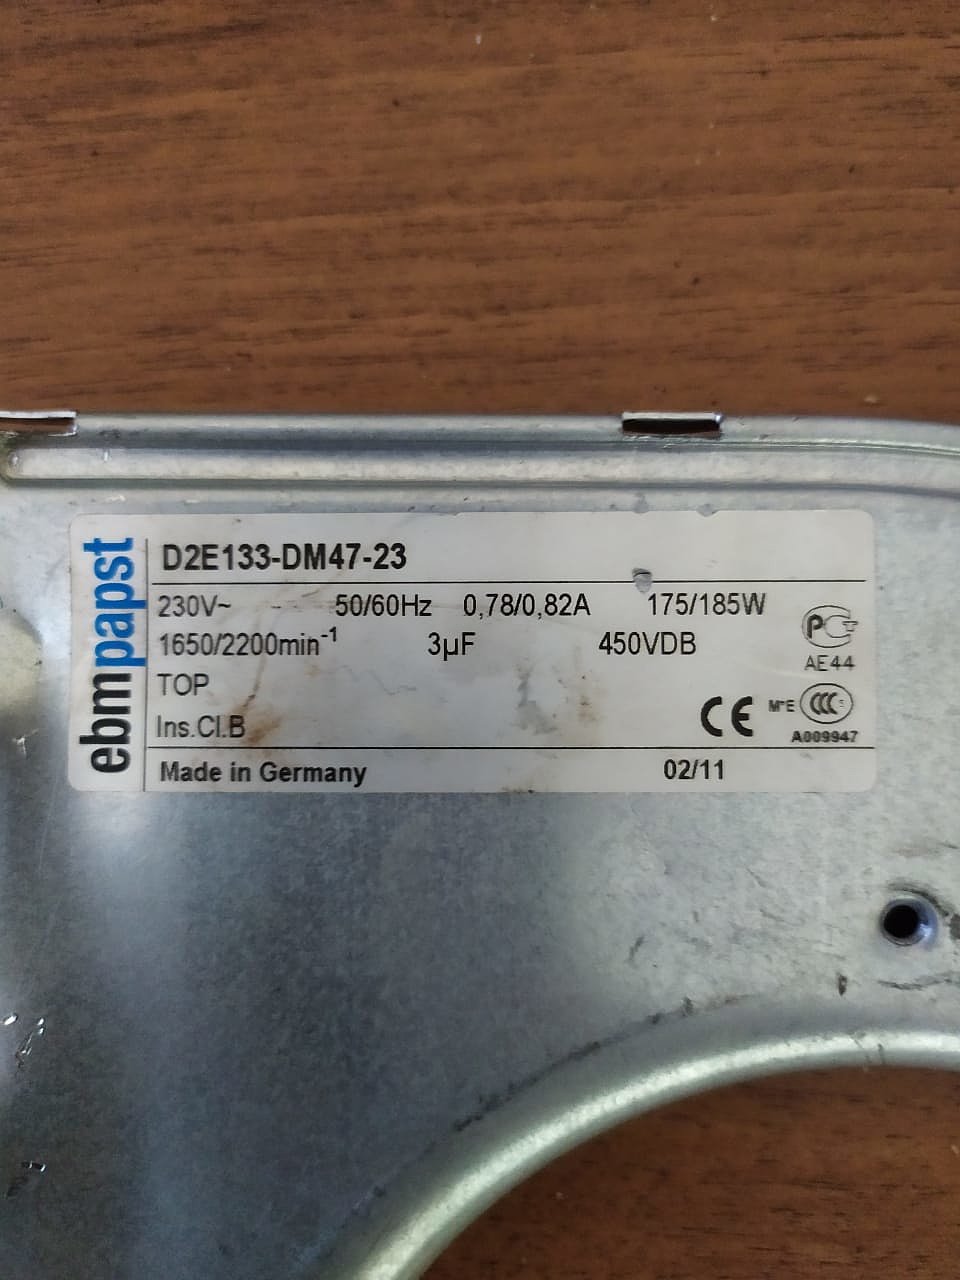 ebmpapst
D2E133-DM47-23
230V~ 50/60Hz 0,78/0,82A 175/185W
1650/2200min-1 3µF 450VDB
TOP
Ins.Cl.B
AE44
CE
CCC
A009947
Made in Germany 02/11